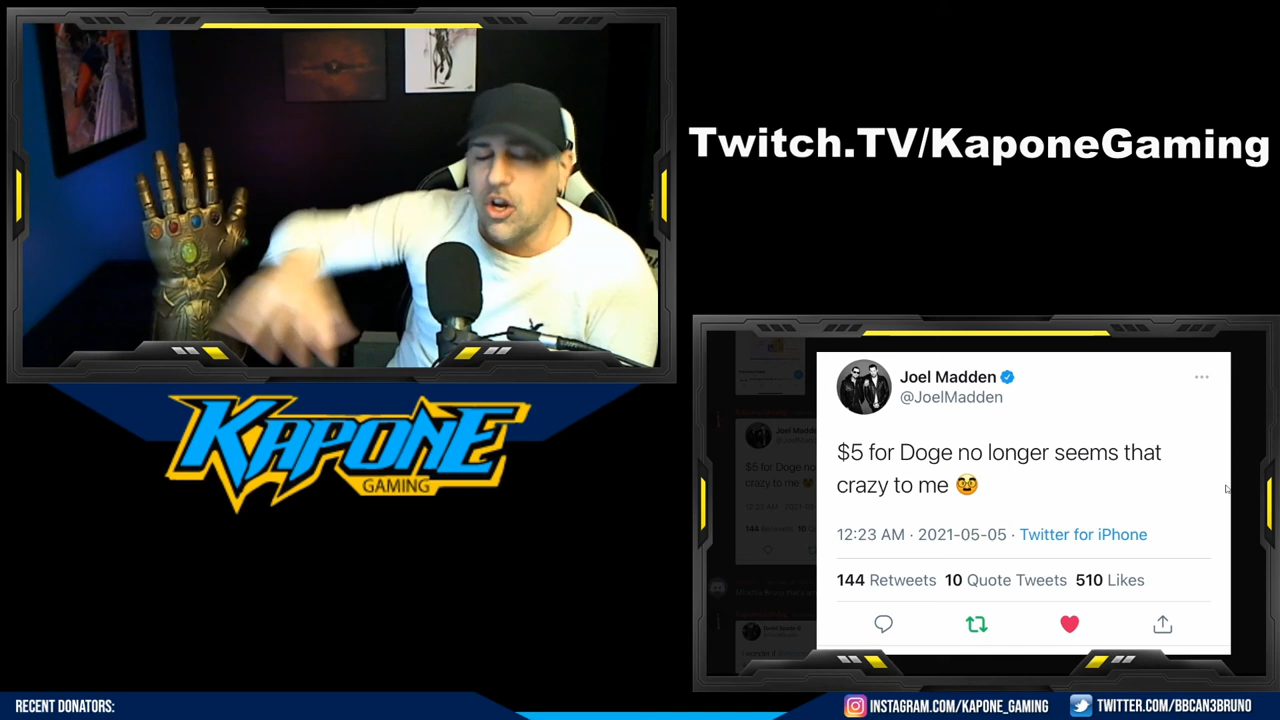 Twitch.TV/KaponeGaming
KAPONE
GAMING
Joel Madden
@JoelMadden
$5 for Doge no longer seems that
crazy to me
12:23 AM · 2021-05-05 · Twitter for iPhone
144 Retweets 10 Quote Tweets 510 Likes
RECENT DONATORS:
INSTAGRAM.COM/KAPONE_GAMING
TWITTER.COM/BBCAN3BRUNO